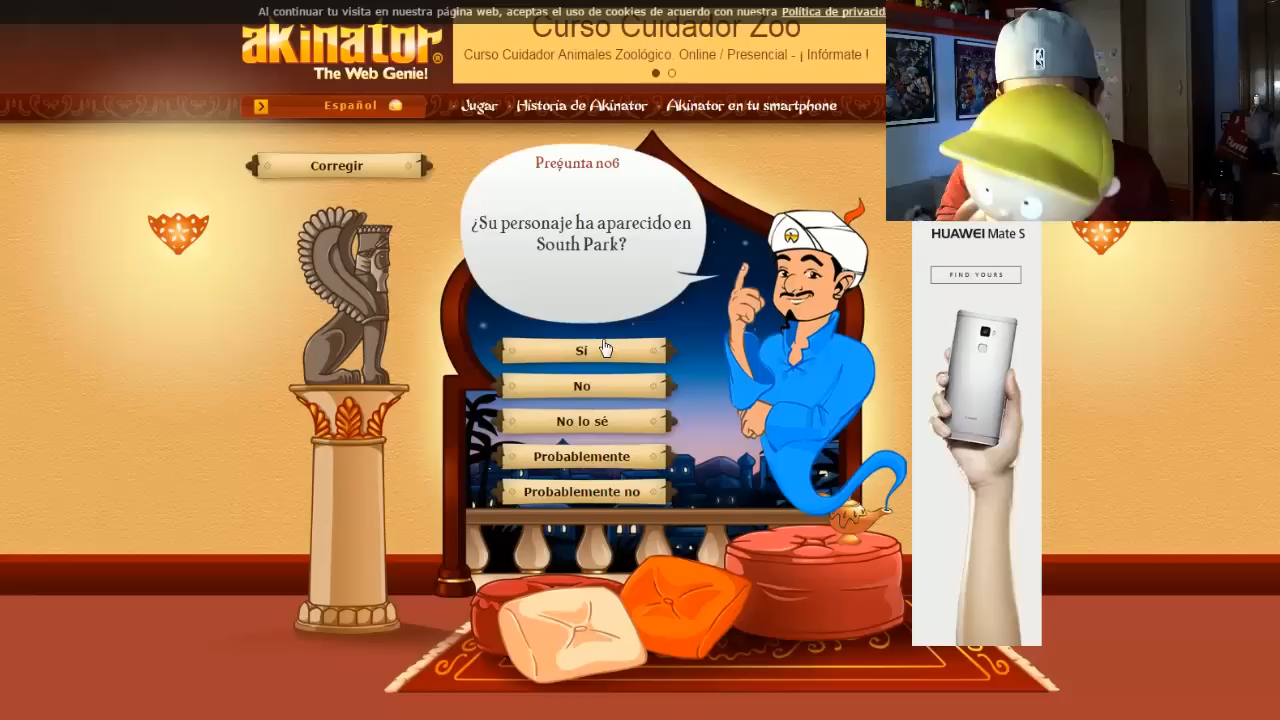 Al continuar tu visita en nuestra página web, aceptas el uso de cookies de acuerdo con nuestra Política de privacid
akinator®
The Web Genie!
Curso Cuidador Zoo
Curso Cuidador Animales Zoológico. Online / Presencial - ¡ Infórmate !
Español
Jugar
Historia de Akinator
Akinator en tu smartphone
Corregir
Pregunta no6
¿Su personaje ha aparecido en
South Park?
Sí
No
No lo sé
Probablemente
Probablemente no
HUAWEI Mate S
FIND YOURS